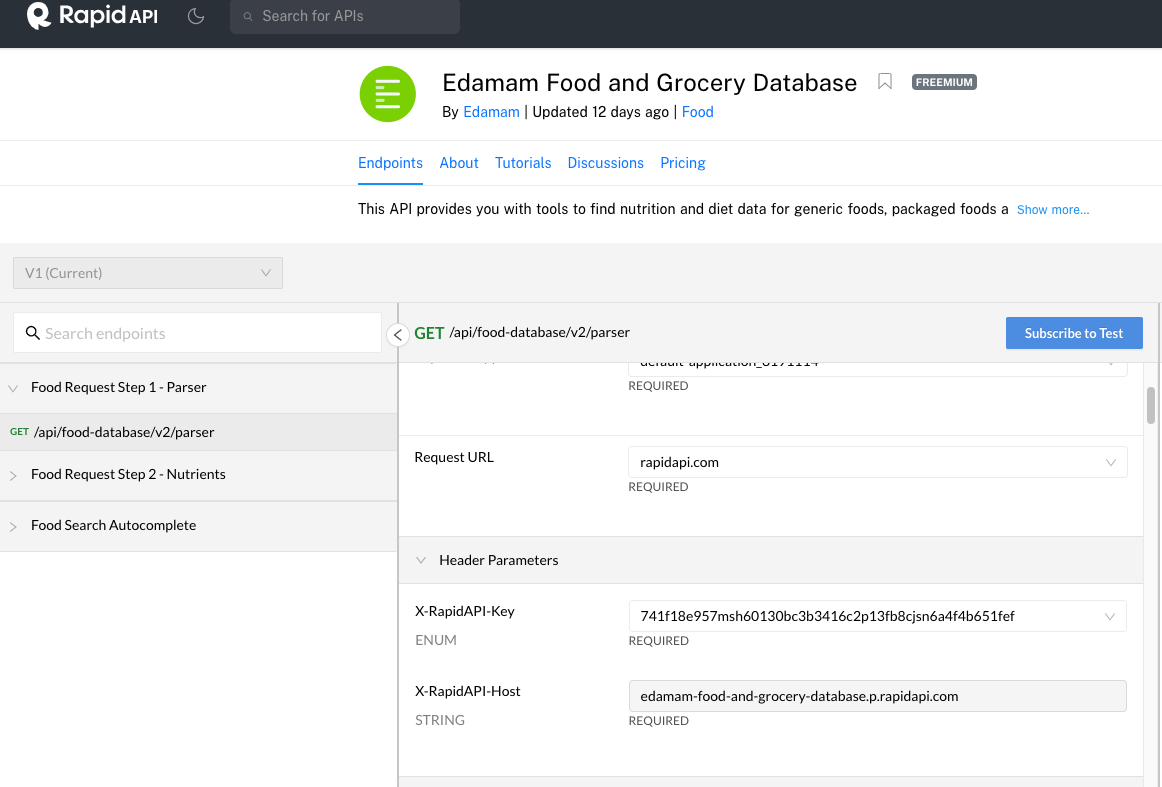 Rapid API
Search for APIs
Edamam Food and Grocery Database
FREEMIUM
By Edamam | Updated 12 days ago | Food
Endpoints About Tutorials Discussions Pricing
This API provides you with tools to find nutrition and diet data for generic foods, packaged foods a Show more...
V1 (Current)
Search endpoints
Food Request Step 1 - Parser
GET /api/food-database/v2/parser
Food Request Step 2 - Nutrients
Food Search Autocomplete
GET /api/food-database/v2/parser
Subscribe to Test
REQUIRED
Request URL
rapidapi.com
REQUIRED
Header Parameters
X-RapidAPI-Key
741f18e957msh60130bc3b3416c2p13fb8cjsn6a4f4b651fef
ENUM
REQUIRED
X-RapidAPI-Host
edamam-food-and-grocery-database.p.rapidapi.com
STRING
REQUIRED